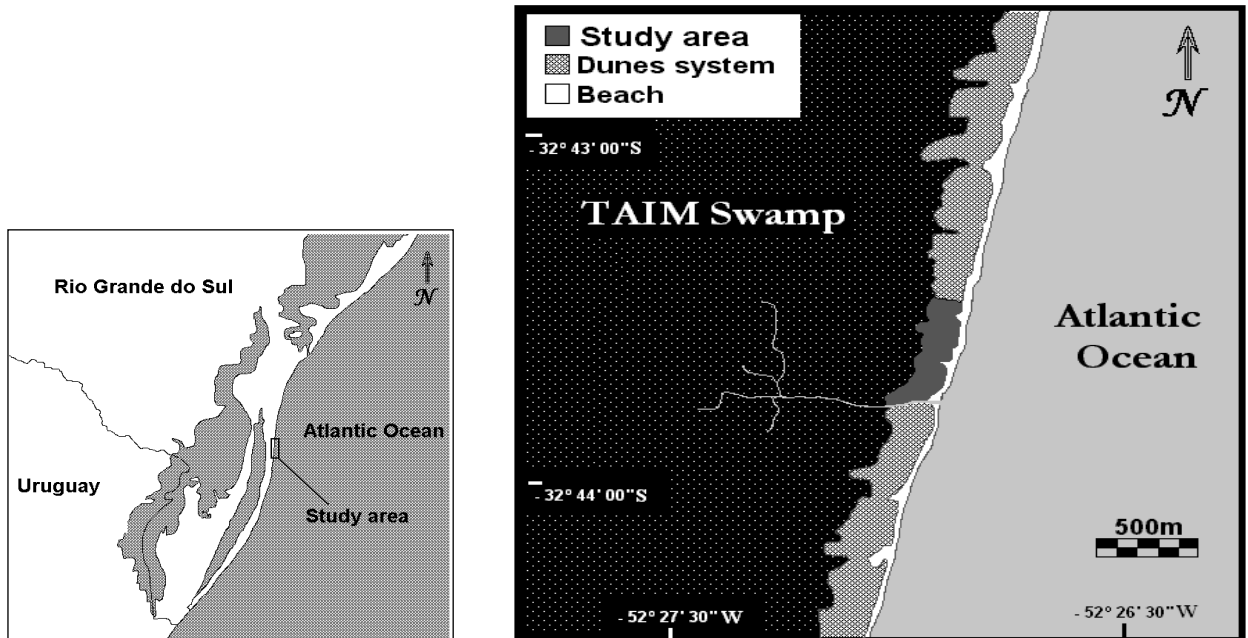 Rio Grande do Sul
N
Atlantic Ocean
Uruguay
Study area
Study area
Dunes system
Beach
N
- 32° 43' 00"S
TAIM Swamp
Atlantic
Ocean
- 32° 44' 00"S
500m
- 52° 27' 30" W
- 52° 26' 30" W